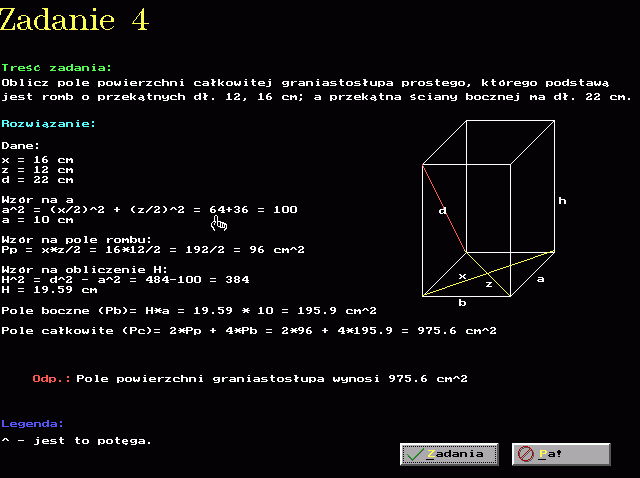 Zadanie 4
Treść zadania:
Oblicz pole powierzchni całkowitej graniastosłupa prostego, którego podstawą
jest romb o przekątnych dł. 12, 16 cm; a przekątna ściany bocznej ma dł. 22 cm.
Rozwiązanie:
Dane:
x = 16 cm
z = 12 cm
d = 22 cm
Wzór na a
a^2 = (x/2)^2 + (z/2)^2 = 64+36 = 100
a = 10 cm
Wzór na pole rombu:
Pp = x*z/2 = 16*12/2 = 192/2 = 96 cm^2
Wzór na obliczenie H:
H^2 = d^2 - a^2 = 484-100 = 384
H = 19.59 cm
Pole boczne (Pb)= H*a = 19.59 * 10 = 195.9 cm^2
Pole całkowite (Pc)= 2*Pp + 4*Pb = 2*96 + 4*195.9 = 975.6 cm^2
d
h
x
z
a
b
Odp.: Pole powierzchni graniastosłupa wynosi 975.6 cm^2
Legenda:
^ - jest to potęga.
Zadania
Pa!